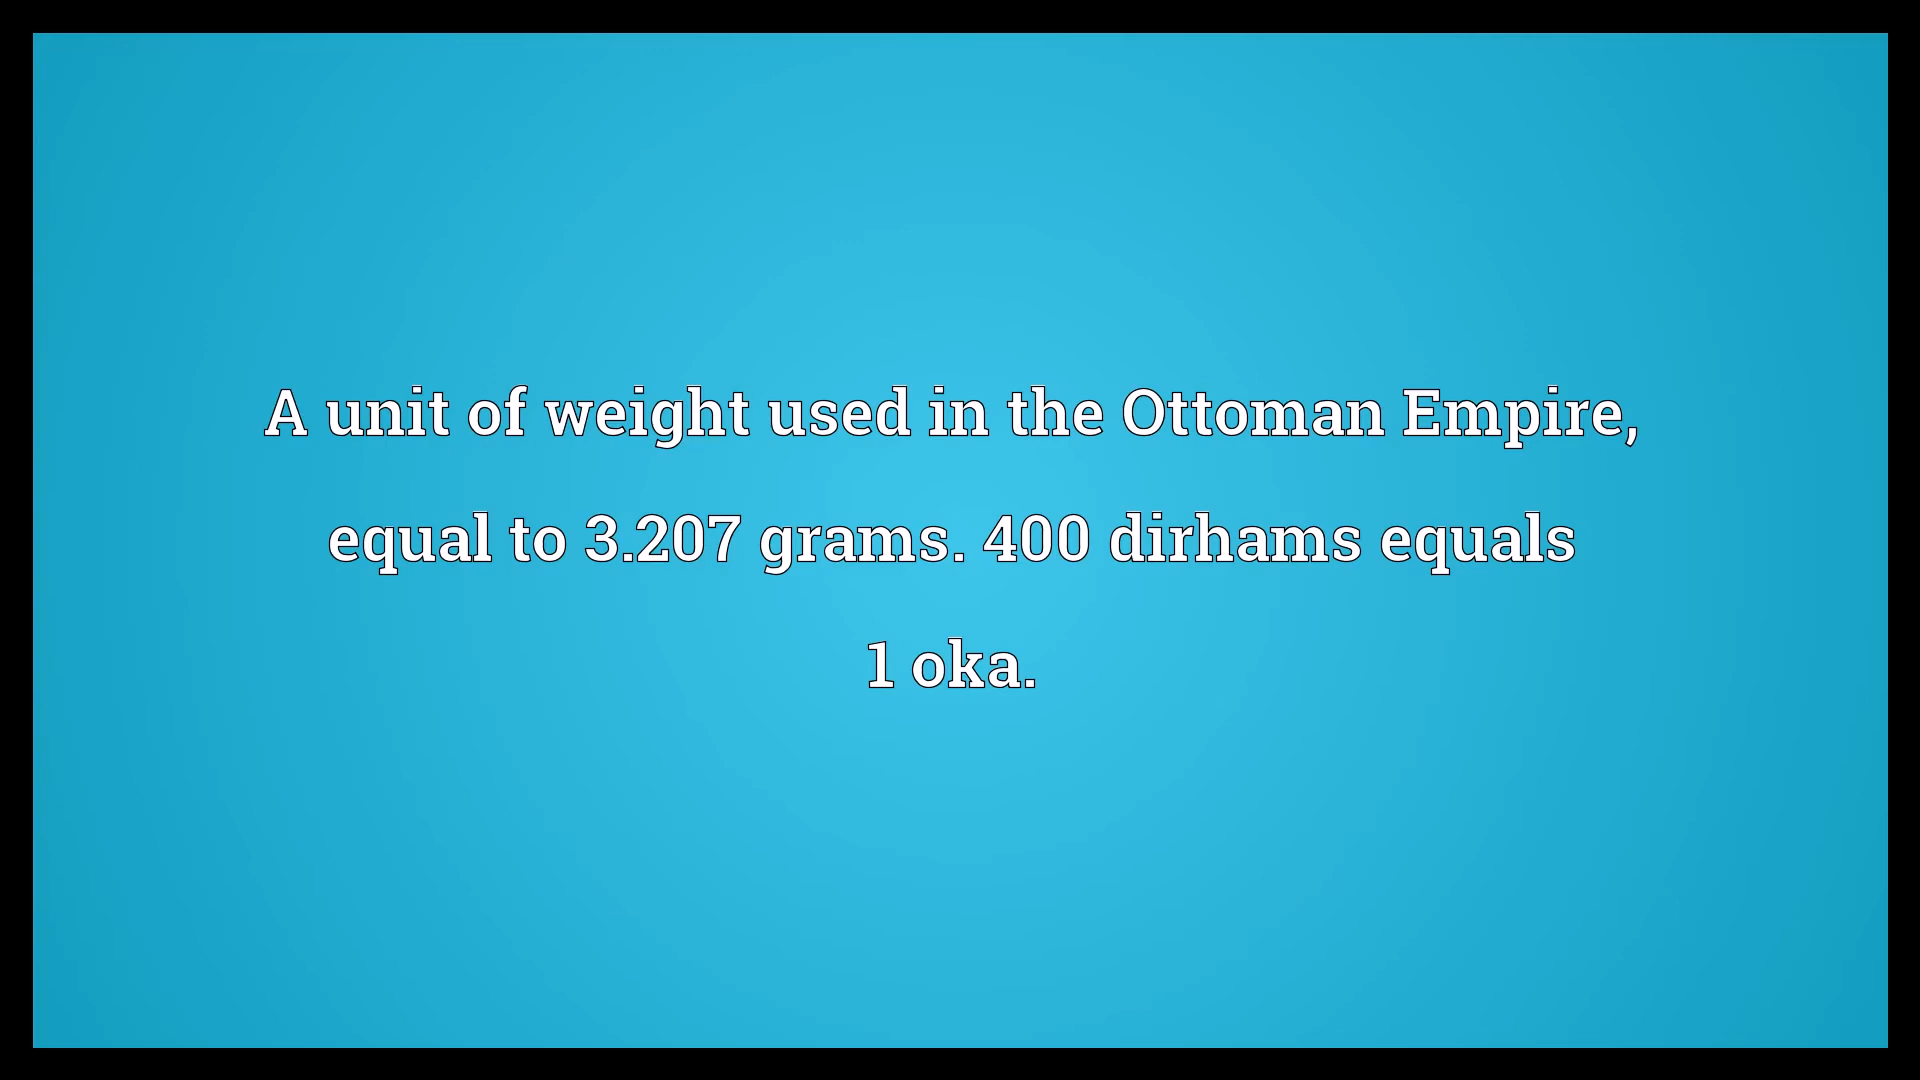 A unit of weight used in the Ottoman Empire,
equal to 3.207 grams. 400 dirhams equals
1 oka.